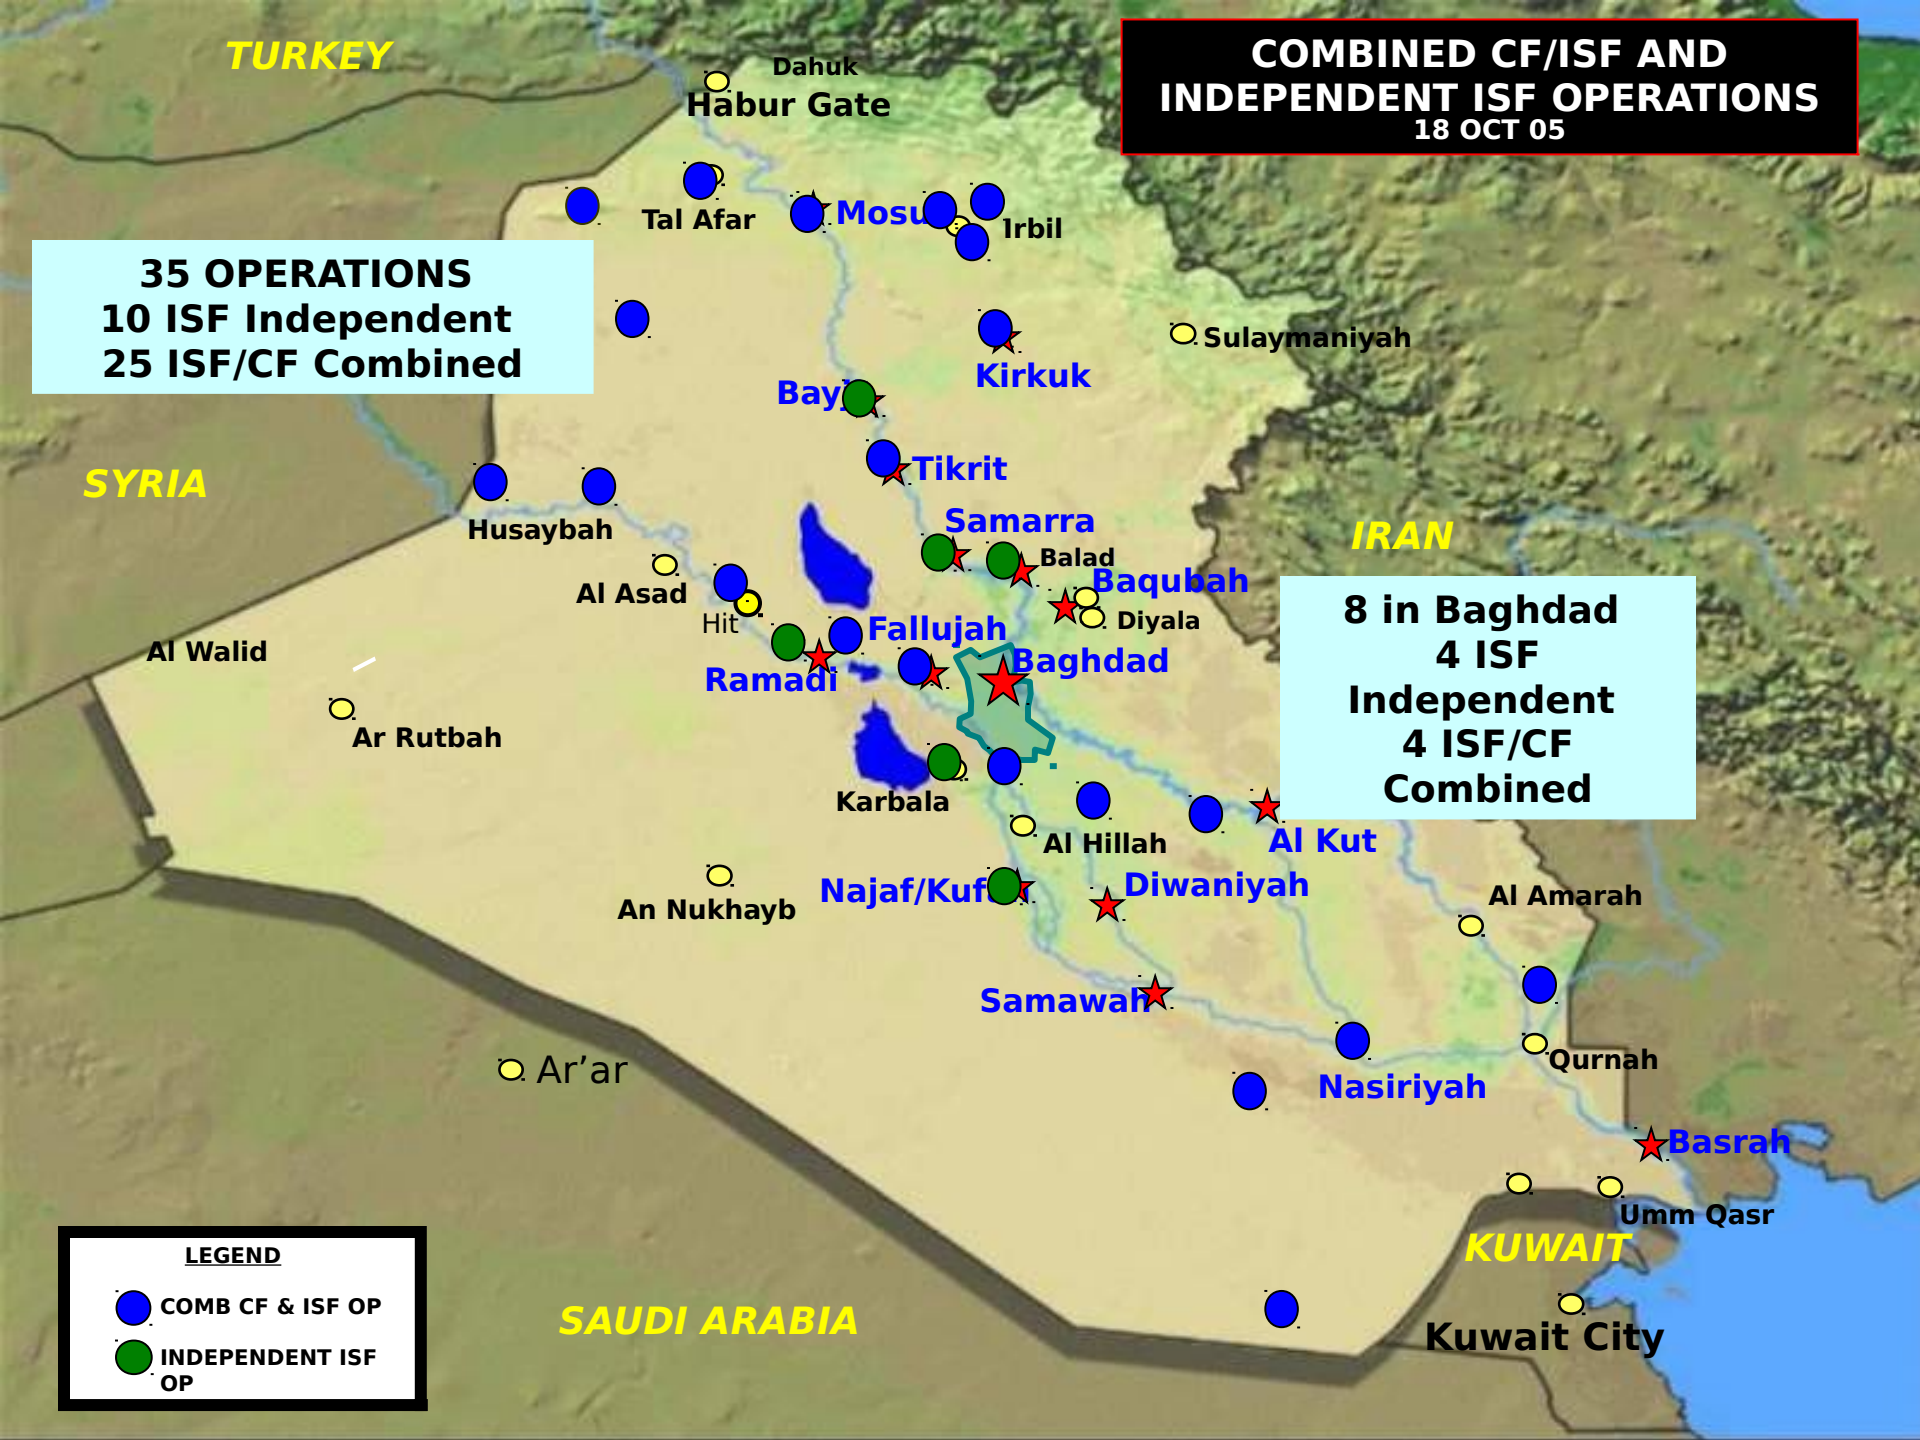 TURKEY
Dahuk
Habur Gate
COMBINED CF/ISF AND
INDEPENDENT ISF OPERATIONS
18 OCT 05
Tal Afar
Mosu
Irbil
35 OPERATIONS
10 ISF Independent
25 ISF/CF Combined
Sulaymaniyah
Kirkuk
Bayj
Tikrit
SYRIA
Husaybah
Samarra
IRAN
Balad
Baqubah
Al Asad
Hit
Diyala
Fallujah
8 in Baghdad
4 ISF
Independent
4 ISF/CF
Combined
Al Walid
Baghdad
Ramadi
Ar Rutbah
Karbala
Al Hillah
Al Kut
Najaf/Kufa
Diwaniyah
An Nukhayb
Al Amarah
Samawah
Ar’ar
Qurnah
Nasiriyah
Basrah
Umm Qasr
KUWAIT
LEGEND
COMB CF & ISF OP
INDEPENDENT ISF
OP
SAUDI ARABIA
Kuwait City